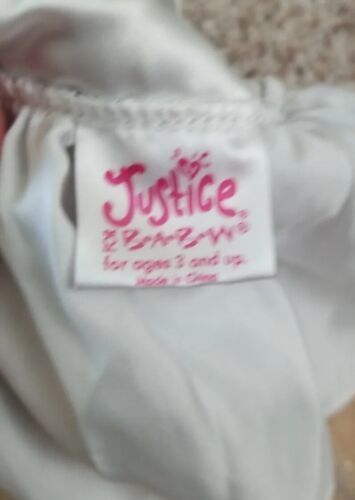 Justice
B·A·B·W®
for ages 3 and up.
Made in China